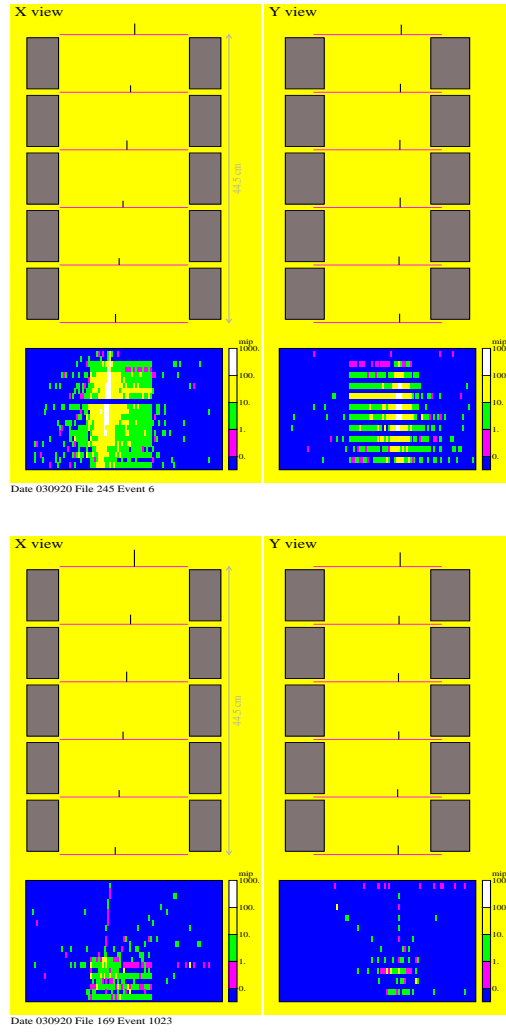 X view
Y view
44.5 cm
mip
1000.
100.
10.
1.
0.
mip
1000.
100.
10.
1.
0.
Date 030920 File 245 Event 6
X view
Y view
44.5 cm
mip
1000.
100.
10.
1.
0.
mip
1000.
100.
10.
1.
0.
Date 030920 File 169 Event 1023